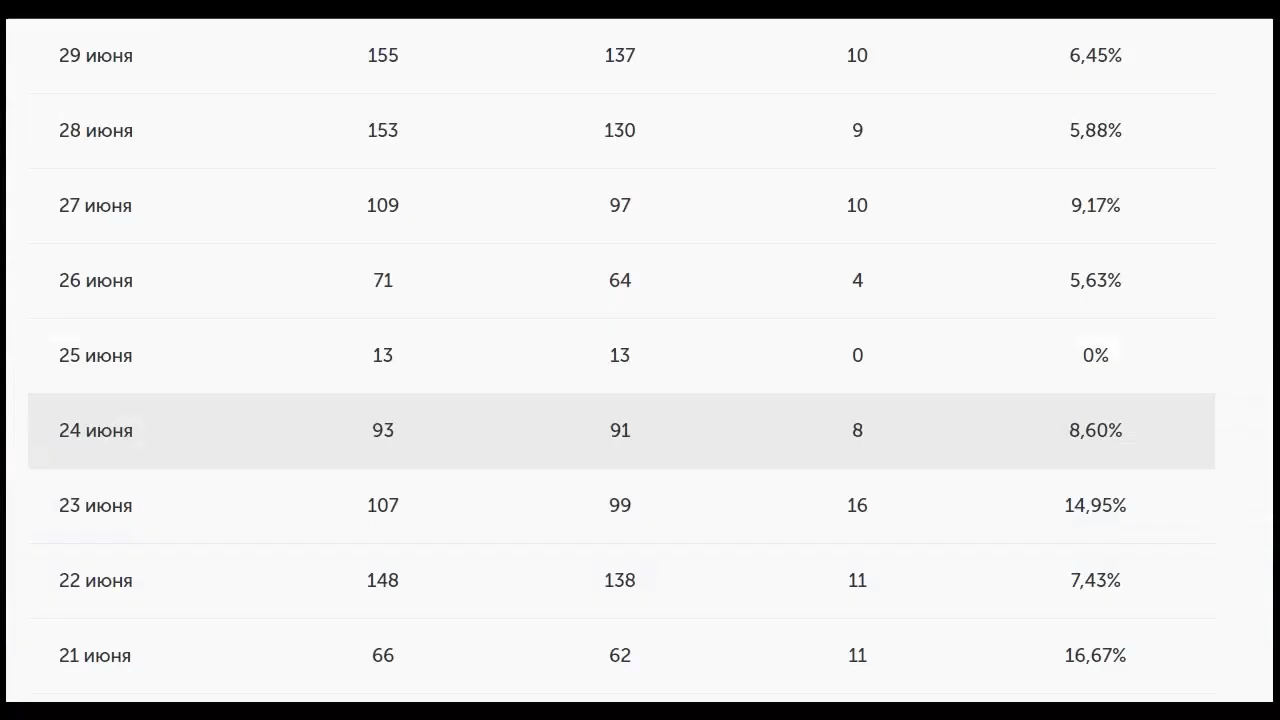 29 июня 155 137 10 6,45%
28 июня 153 130 9 5,88%
27 июня 109 97 10 9,17%
26 июня 71 64 4 5,63%
25 июня 13 13 0 0%
24 июня 93 91 8 8,60%
23 июня 107 99 16 14,95%
22 июня 148 138 11 7,43%
21 июня 66 62 11 16,67%